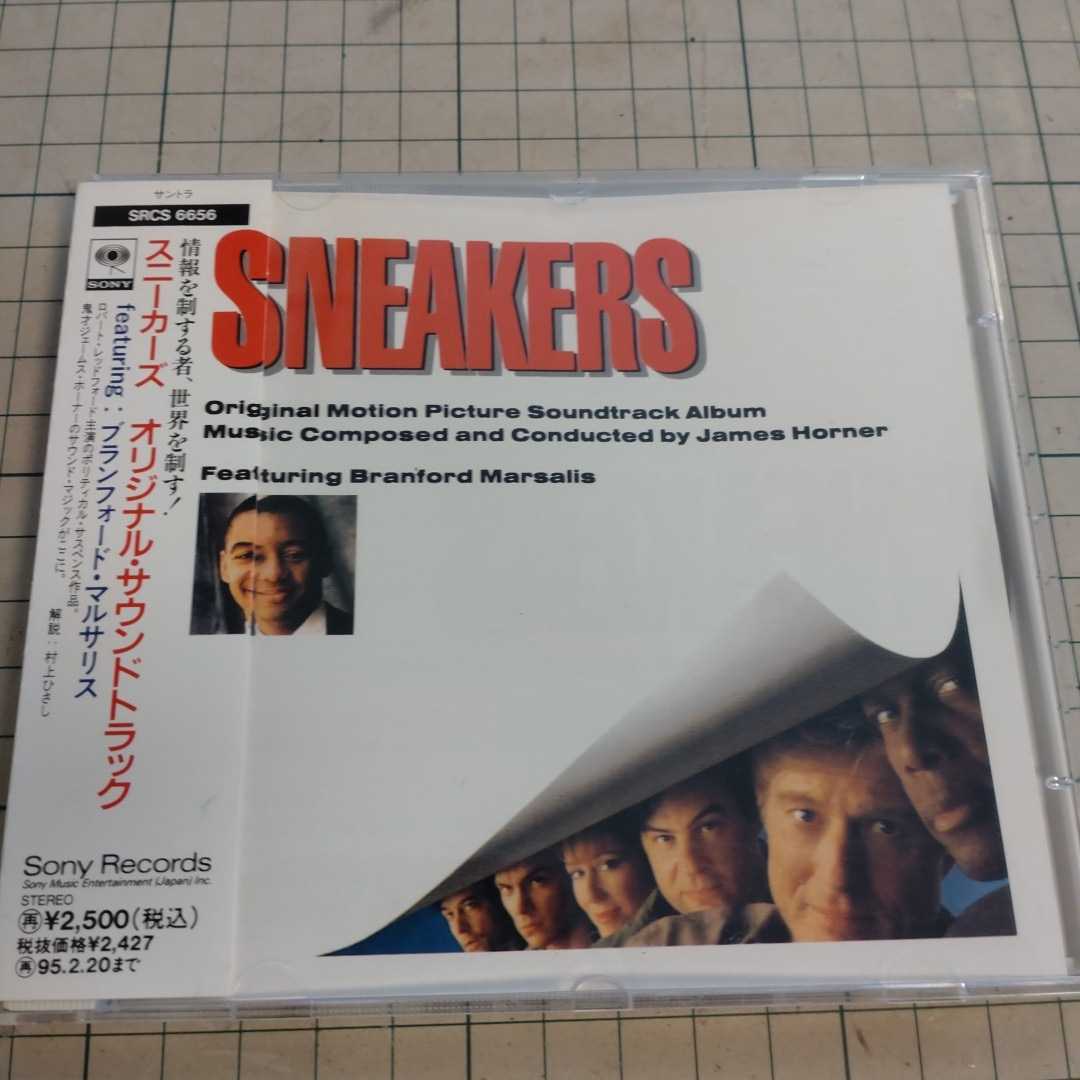 サントラ
SRCS 6656
SONY
情報を制する者、世界を制す!
スニーカーズ オリジナル・サウンドトラック
featuring:ブランフォード・マルサリス
ロバート・レッドフォード主演のポリティカル・サスペンス作品。
鬼才ジェームス・ホーナーのサウンド・マジックがここに。
解説:村上ひさし
Sony Records
Sony Music Entertainment (Japan) Inc.
STEREO
再¥2,500(税込)
税抜価格¥2,427
再95.2.20まで
SNEAKERS
Original Motion Picture Soundtrack Album
Music Composed and Conducted by James Horner
Featuring Branford Marsalis